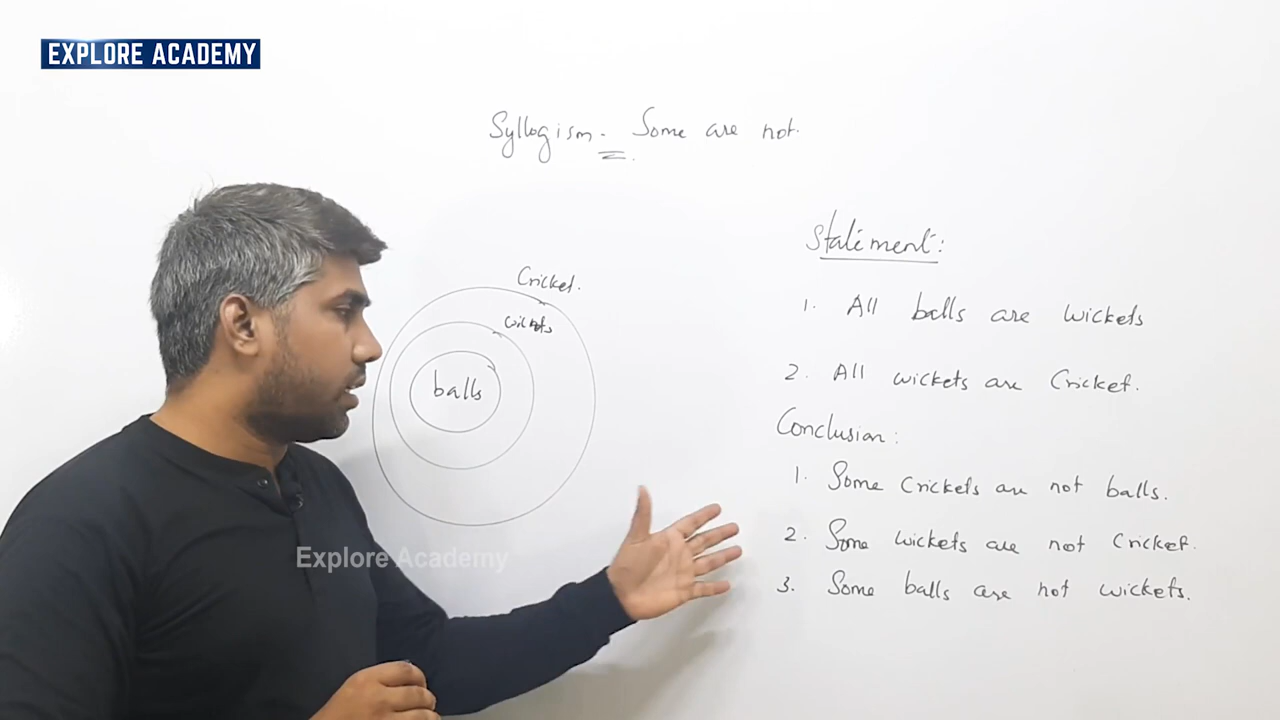 EXPLORE ACADEMY
Syllogism - Some are not.
Cricket.
wickets
balls
Statement:
1. All balls are wickets
2. All wickets are Cricket.
Conclusion:
1. Some Crickets are not balls.
2. Some wickets are not Cricket.
3. Some balls are not wickets.
Explore Academy